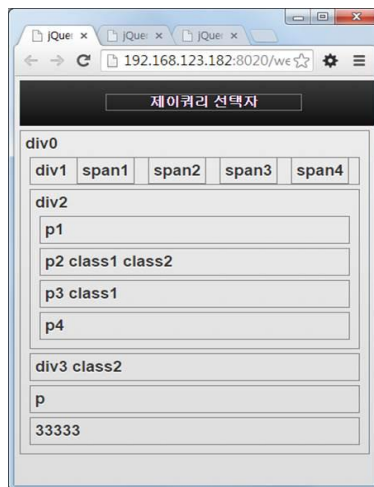 jQue
jQue
jQue
192.168.123.182:8020/we
제이쿼리 선택자
div0
div1 span1 span2 span3 span4
div2
p1
p2 class1 class2
p3 class1
p4
div3 class2
p
33333